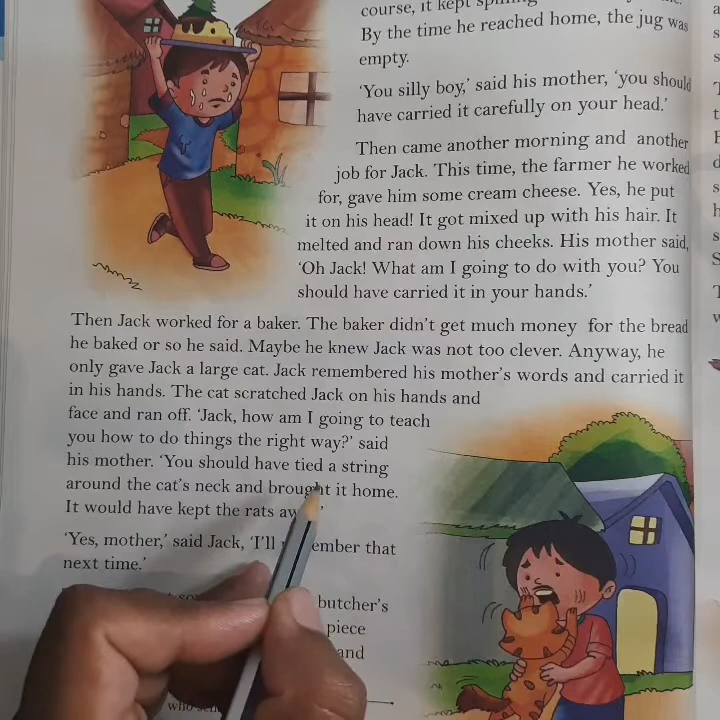 course, it kept
By the time he reached home, the jug was
empty.
'You silly boy,' said his mother, 'you should
have carried it carefully on your head.'
Then came another morning and another
job for Jack. This time, the farmer he worked
for, gave him some cream cheese. Yes, he put
it on his head! It got mixed up with his hair. It
melted and ran down his cheeks. His mother said,
'Oh Jack! What am I going to do with you? You
should have carried it in your hands.'
Then Jack worked for a baker. The baker didn't get much money for the bread
he baked or so he said. Maybe he knew Jack was not too clever. Anyway, he
only gave Jack a large cat. Jack remembered his mother's words and carried it
in his hands. The cat scratched Jack on his hands and
face and ran off. 'Jack, how am I going to teach
you how to do things the right way?' said
his mother. 'You should have tied a string
around the cat's neck and brought it home.
It would have kept the rats
'Yes, mother,' said Jack, 'I'll
that
next time.'
butcher's
piece
and